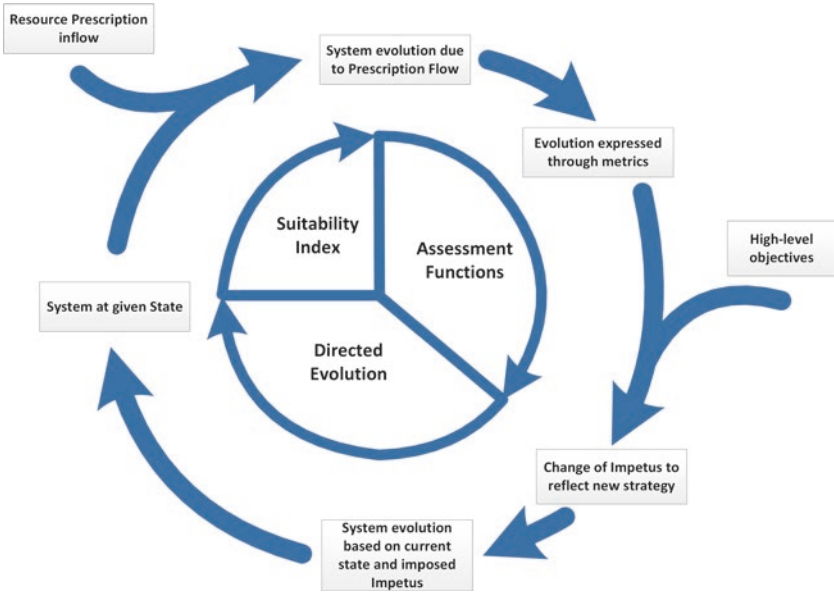 Resource Prescription
inflow
System evolution due
to Prescription Flow
Evolution expressed
through metrics
Suitability
Index
Assessment
Functions
High-level
objectives
System at given State
Directed
Evolution
Change of Impetus to
reflect new strategy
System evolution
based on current
state and imposed
Impetus